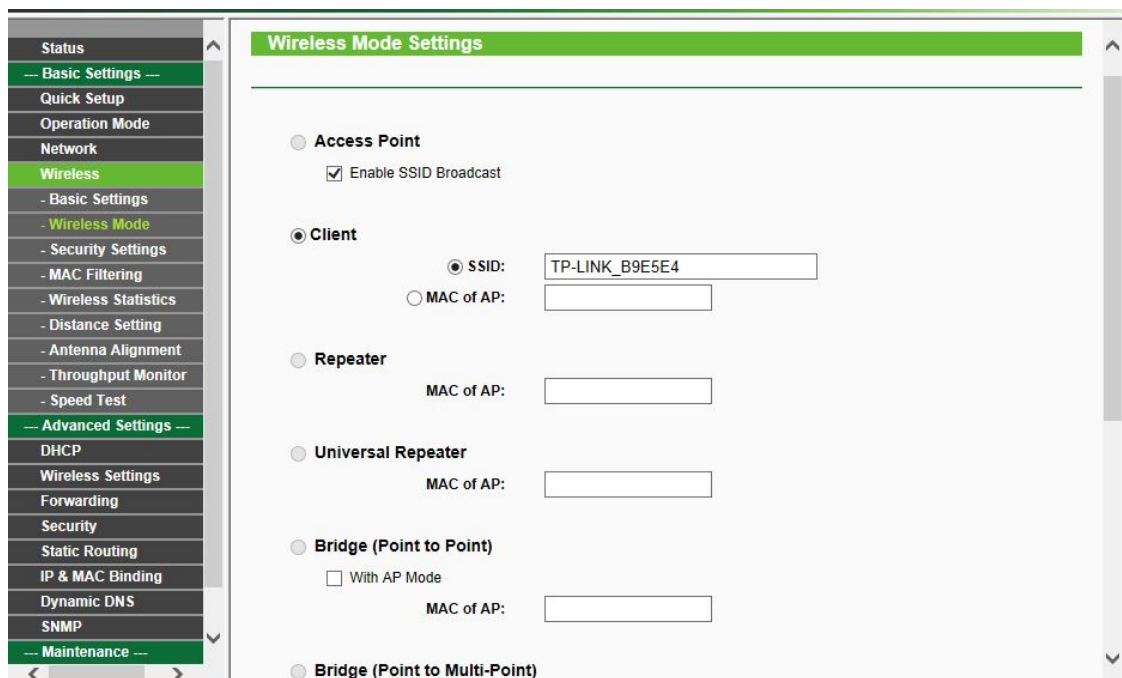 Status
--- Basic Settings ---
Quick Setup
Operation Mode
Network
Wireless
- Basic Settings
- Wireless Mode
- Security Settings
- MAC Filtering
- Wireless Statistics
- Distance Setting
- Antenna Alignment
- Throughput Monitor
- Speed Test
--- Advanced Settings ---
DHCP
Wireless Settings
Forwarding
Security
Static Routing
IP & MAC Binding
Dynamic DNS
SNMP
--- Maintenance ---
Wireless Mode Settings
Access Point
Enable SSID Broadcast
Client
SSID: TP-LINK_B9E5E4
MAC of AP:
Repeater
MAC of AP:
Universal Repeater
MAC of AP:
Bridge (Point to Point)
With AP Mode
MAC of AP:
Bridge (Point to Multi-Point)